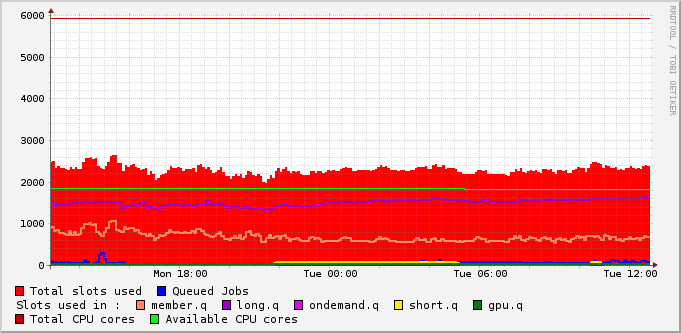 6000
5000
4000
3000
2000
1000
0
Mon 18:00 Tue 00:00 Tue 06:00 Tue 12:00
Total slots used Queued Jobs
Slots used in : member.q long.q ondemand.q short.q gpu.q
Total CPU cores Available CPU cores
RRDTOOL / TOBI OETIKER